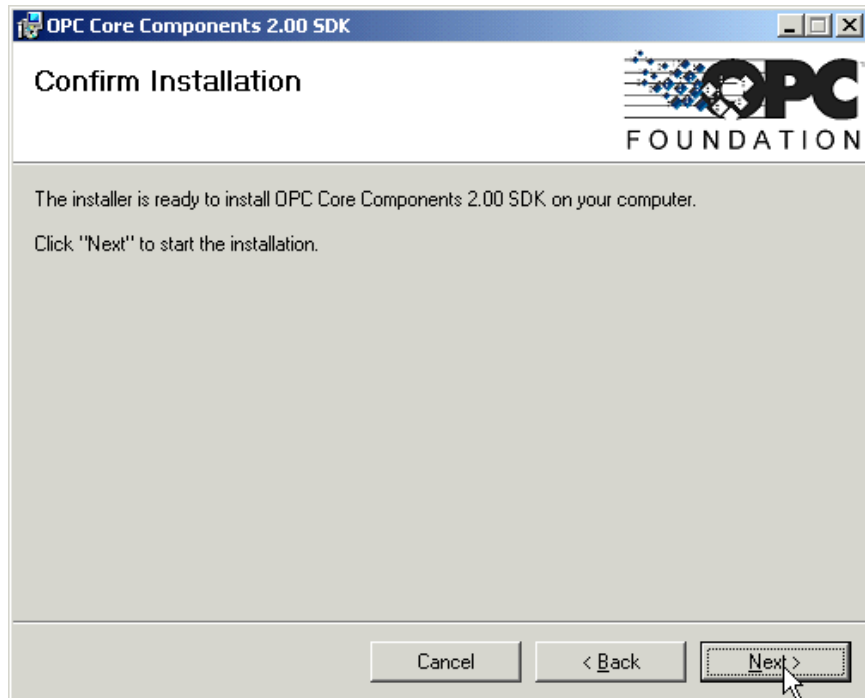 OPC Core Components 2.00 SDK
Confirm Installation
OPC
FOUNDATION
The installer is ready to install OPC Core Components 2.00 SDK on your computer.
Click "Next" to start the installation.
Cancel
< Back
Next >